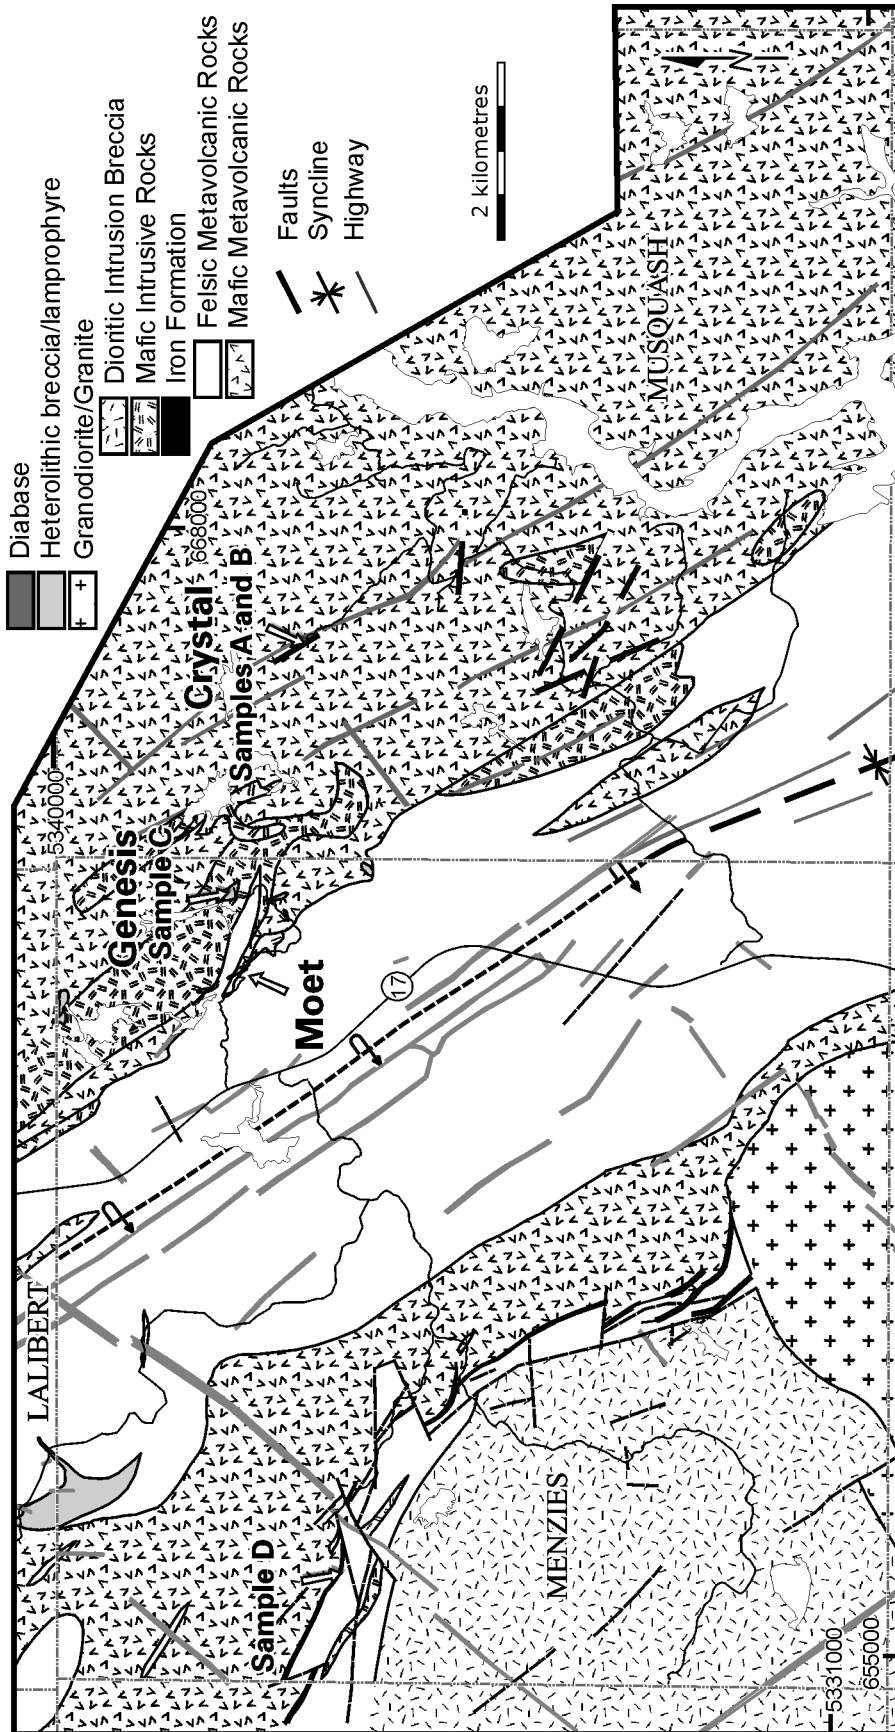 Diabase
Heterolithic breccia/lamprophyre
Granodiorite/Granite
Dioritic Intrusion Breccia
Mafic Intrusive Rocks
Iron Formation
Felsic Metavolcanic Rocks
Mafic Metavolcanic Rocks
Faults
Syncline
Highway
2 kilometres
N
668000
Crystal
Samples A and B
5340000
Genesis
Sample C
Moet
17
MUSQUASH
LALIBERT
Sample D
MENZIES
5331000
655000